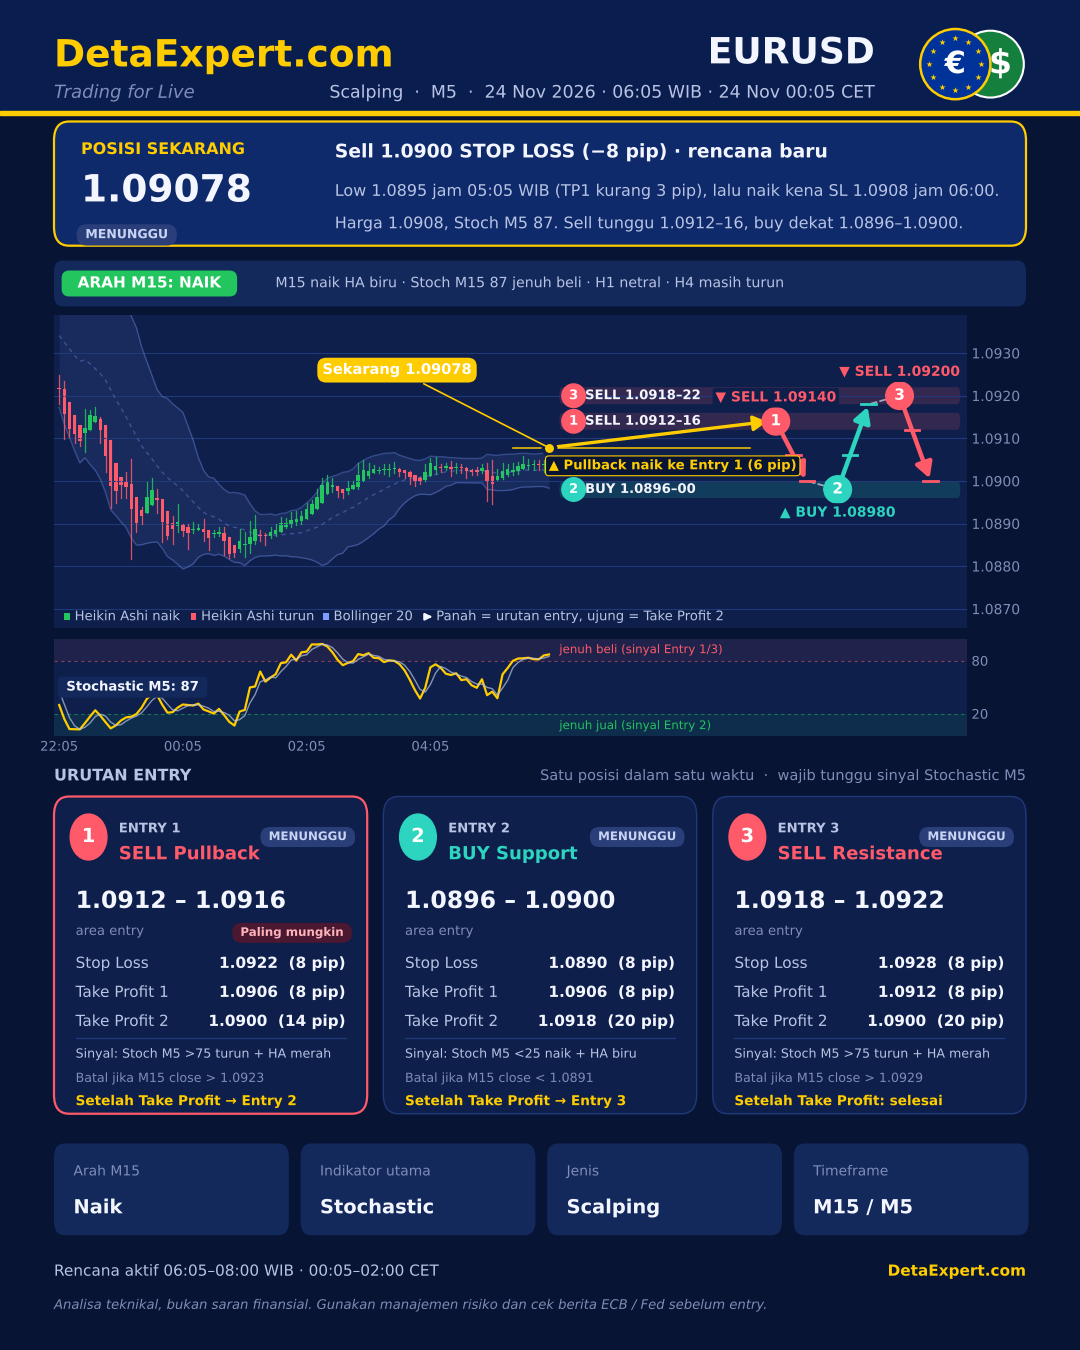 DetaExpert.com
EURUSD
€ $
Trading for Live
Scalping · M5 · 24 Nov 2026 · 06:05 WIB · 24 Nov 00:05 CET
POSISI SEKARANG
1.09078
MENUNGGU
Sell 1.0900 STOP LOSS (−8 pip) · rencana baru
Low 1.0895 jam 05:05 WIB (TP1 kurang 3 pip), lalu naik kena SL 1.0908 jam 06:00.
Harga 1.0908, Stoch M5 87. Sell tunggu 1.0912–16, buy dekat 1.0896–1.0900.
ARAH M15: NAIK
M15 naik HA biru · Stoch M15 87 jenuh beli · H1 netral · H4 masih turun
1.0930
1.0920
1.0910
1.0900
1.0890
1.0880
1.0870
Sekarang 1.09078
▼ SELL 1.09200
3 SELL 1.0918–22
▼ SELL 1.09140
3
1 SELL 1.0912–16
1
▲ Pullback naik ke Entry 1 (6 pip)
2 BUY 1.0896–00
2
▲ BUY 1.08980
Heikin Ashi naik
Heikin Ashi turun
Bollinger 20
Panah = urutan entry, ujung = Take Profit 2
jenuh beli (sinyal Entry 1/3)
80
Stochastic M5: 87
20
jenuh jual (sinyal Entry 2)
22:05
00:05
02:05
04:05
URUTAN ENTRY
Satu posisi dalam satu waktu · wajib tunggu sinyal Stochastic M5
1
ENTRY 1
MENUNGGU
SELL Pullback
1.0912 – 1.0916
area entry
Paling mungkin
Stop Loss 1.0922 (8 pip)
Take Profit 1 1.0906 (8 pip)
Take Profit 2 1.0900 (14 pip)
Sinyal: Stoch M5 >75 turun + HA merah
Batal jika M15 close > 1.0923
Setelah Take Profit → Entry 2
2
ENTRY 2
MENUNGGU
BUY Support
1.0896 – 1.0900
area entry
Stop Loss 1.0890 (8 pip)
Take Profit 1 1.0906 (8 pip)
Take Profit 2 1.0918 (20 pip)
Sinyal: Stoch M5 <25 naik + HA biru
Batal jika M15 close < 1.0891
Setelah Take Profit → Entry 3
3
ENTRY 3
MENUNGGU
SELL Resistance
1.0918 – 1.0922
area entry
Stop Loss 1.0928 (8 pip)
Take Profit 1 1.0912 (8 pip)
Take Profit 2 1.0900 (20 pip)
Sinyal: Stoch M5 >75 turun + HA merah
Batal jika M15 close > 1.0929
Setelah Take Profit: selesai
Arah M15
Naik
Indikator utama
Stochastic
Jenis
Scalping
Timeframe
M15 / M5
Rencana aktif 06:05–08:00 WIB · 00:05–02:00 CET
DetaExpert.com
Analisa teknikal, bukan saran finansial. Gunakan manajemen risiko dan cek berita ECB / Fed sebelum entry.